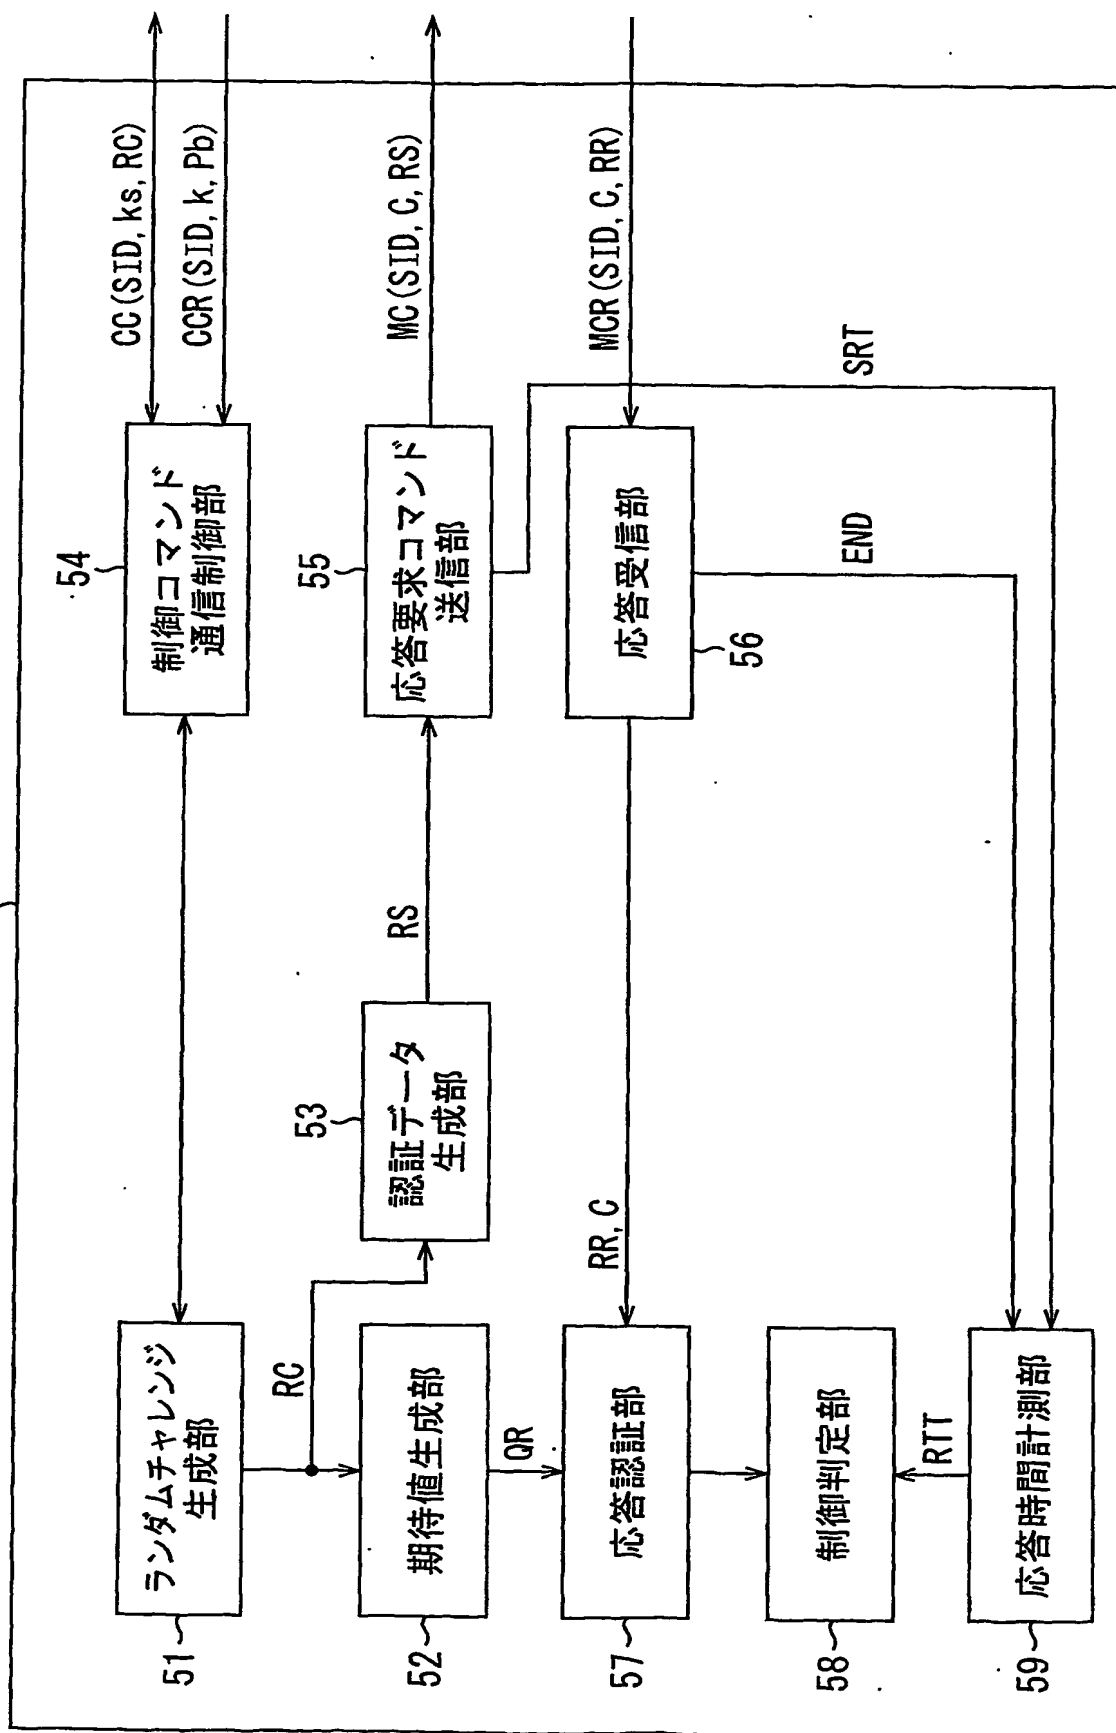 CC(SID, ks, RC)
CCR(SID, k, Pb)
54
制御コマンド
通信制御部
51
ランダムチャレンジ
生成部
RC
MC(SID, C, RS)
55
応答要求コマンド
送信部
RS
53
認証データ
生成部
52
期待値生成部
QR
MCR(SID, C, RR)
56
応答受信部
SRT
END
RR, C
57
応答認証部
58
制御判定部
RTT
59
応答時間計測部